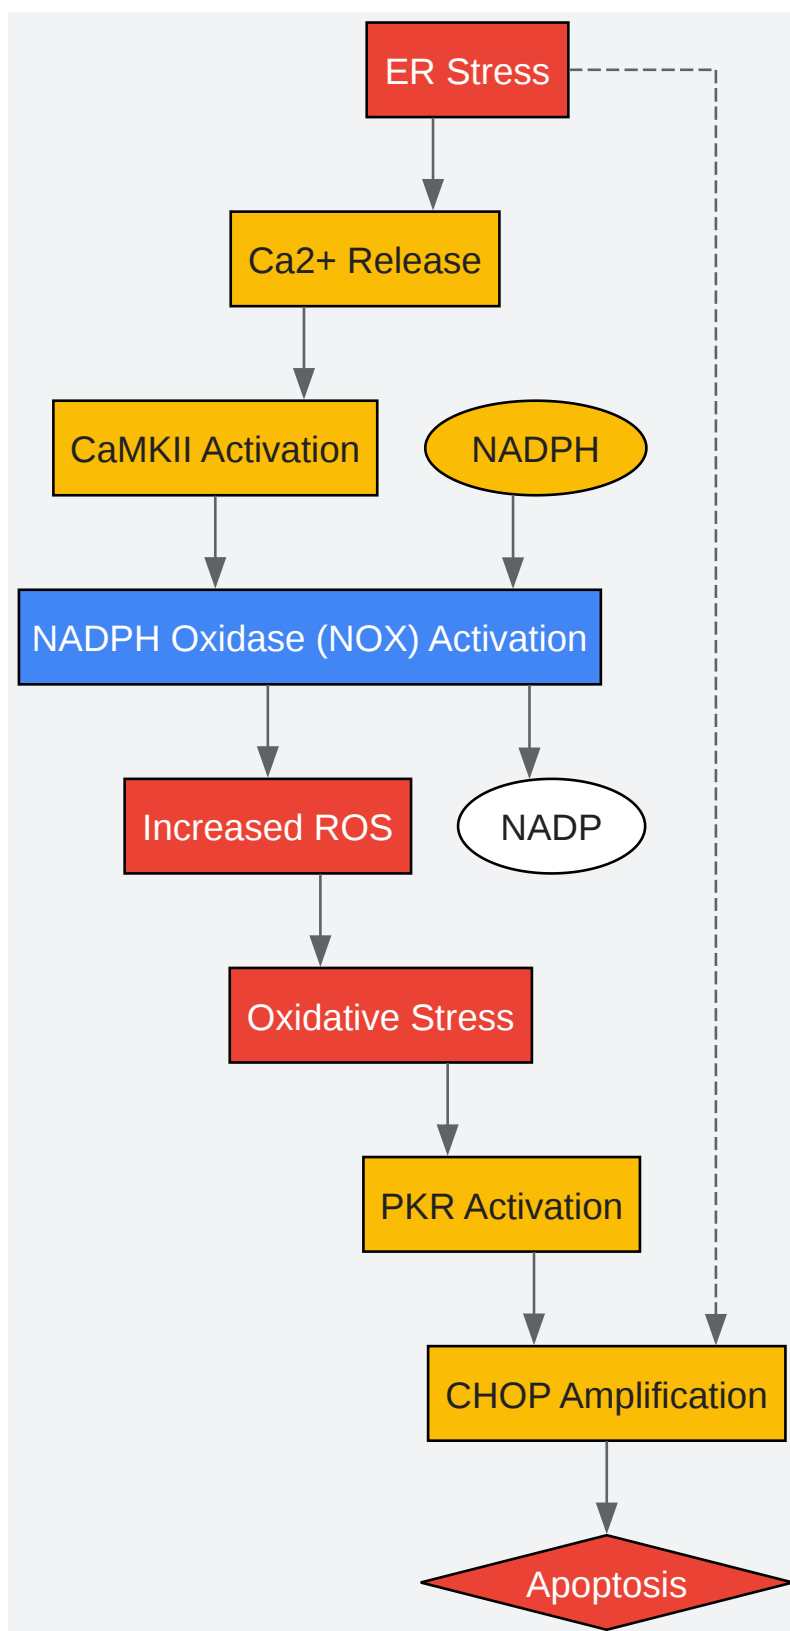 ER Stress
Ca2+ Release
CaMKII Activation
NADPH
NADPH Oxidase (NOX) Activation
Increased ROS
NADP
Oxidative Stress
PKR Activation
CHOP Amplification
Apoptosis